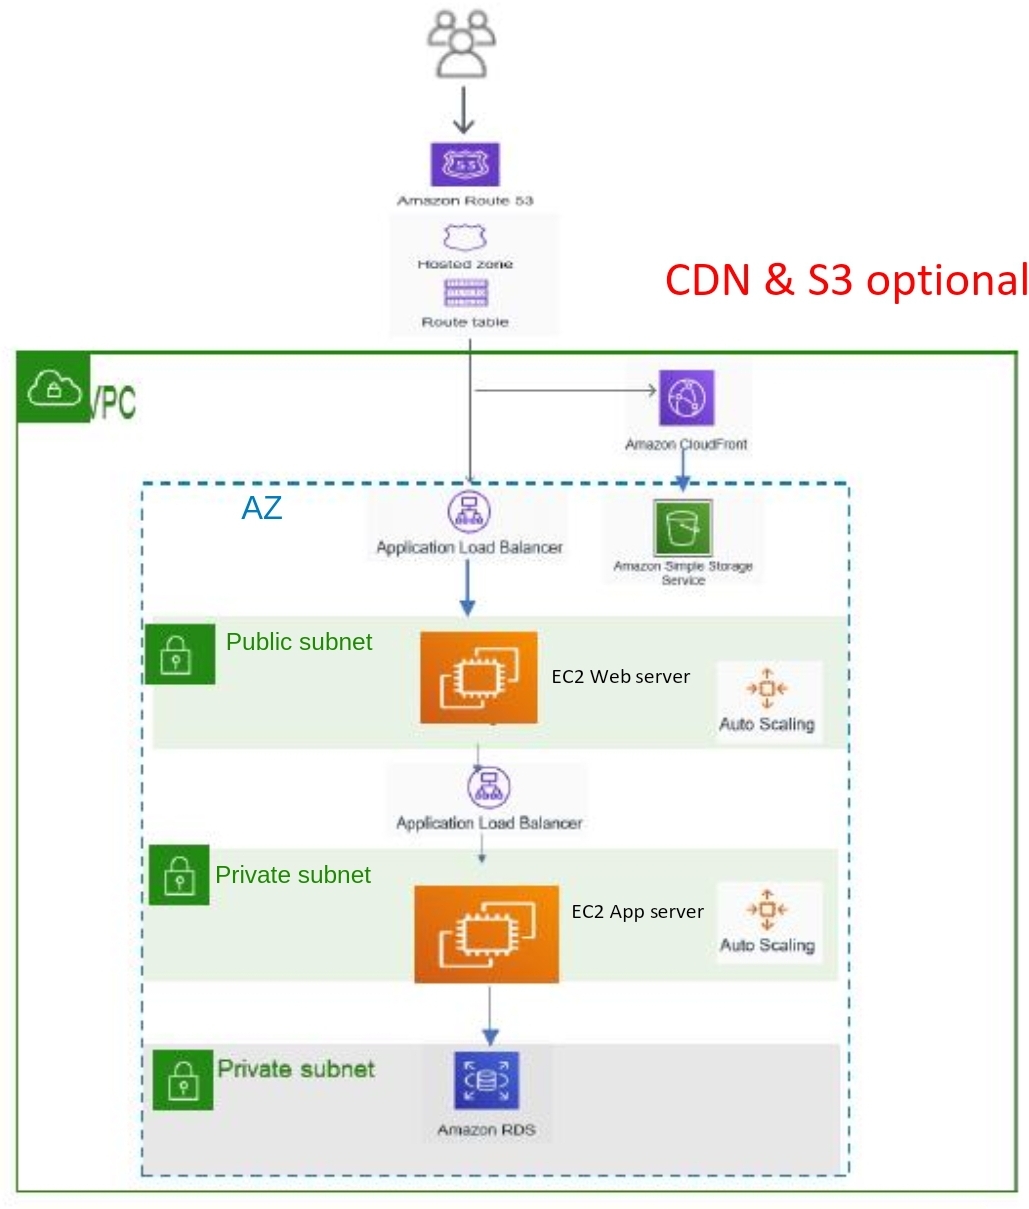 53
Amazon Route 53
Hosted zone
Route table
CDN & S3 optional
VPC
Amazon CloudFront
AZ
Application Load Balancer
Amazon Simple Storage
Service
Public subnet
EC2 Web server
Auto Scaling
Application Load Balancer
Private subnet
EC2 App server
Auto Scaling
Private subnet
Amazon RDS